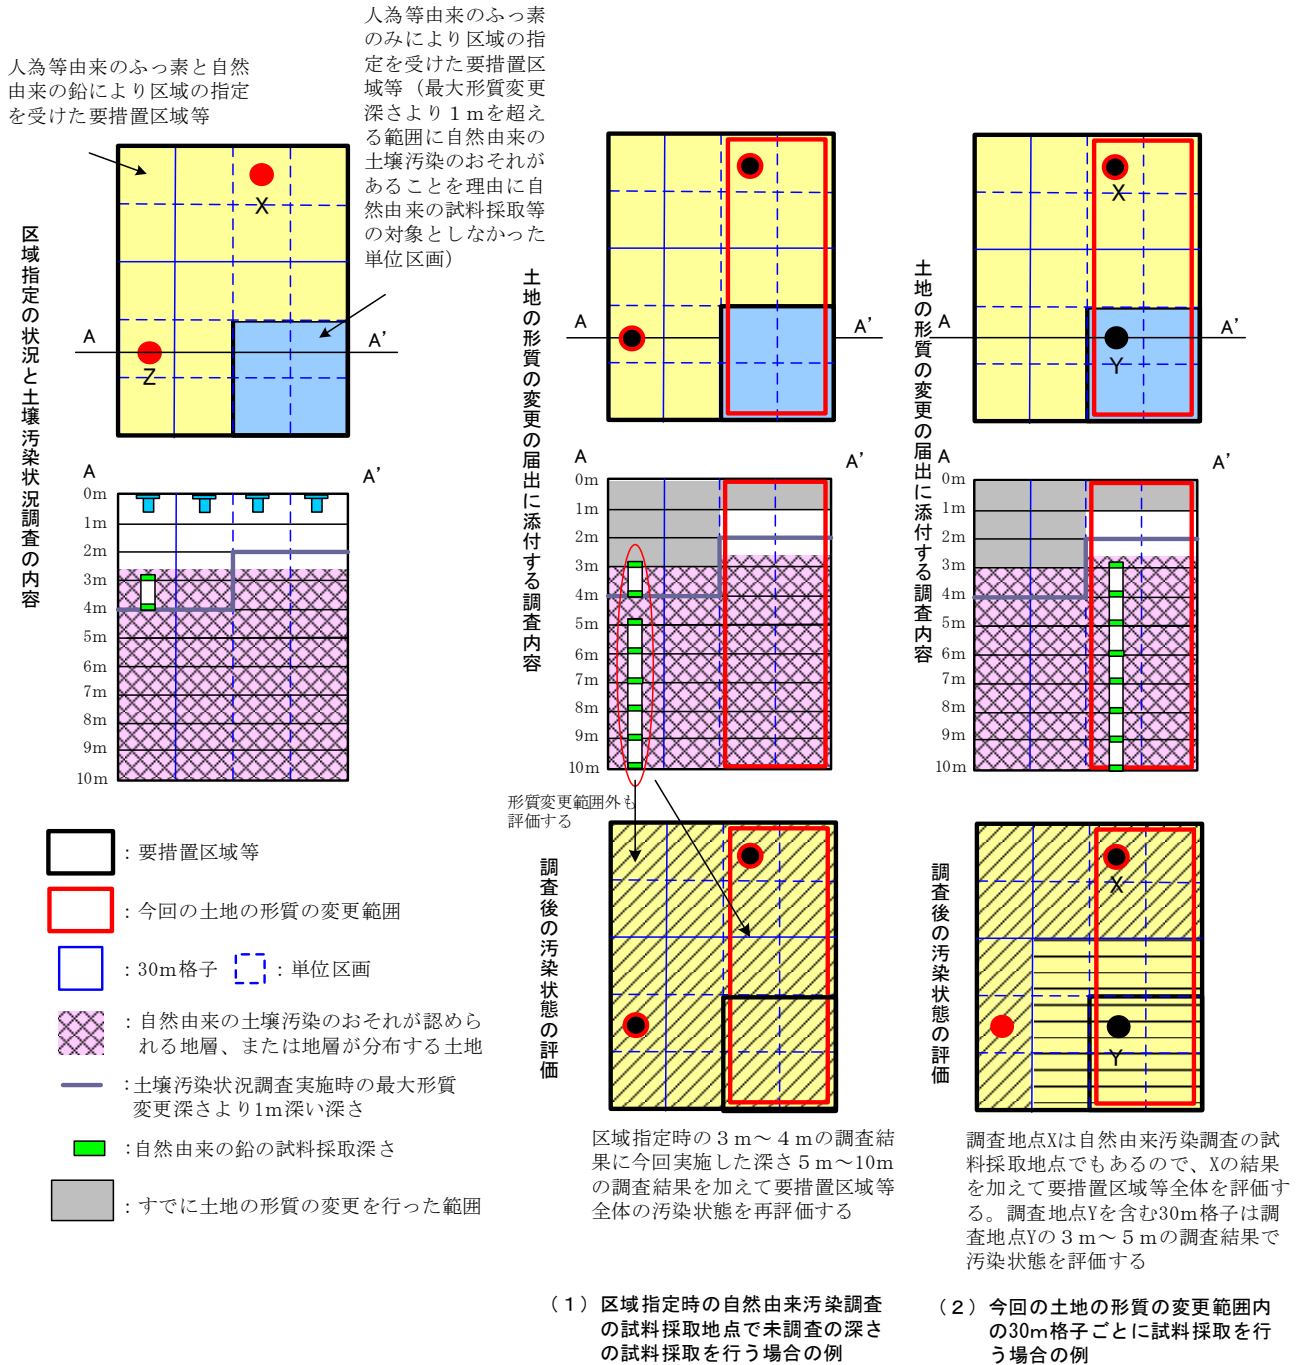 人為等由来のふっ素と自然
由来の鉛により区域の指定
を受けた要措置区域等
人為等由来のふっ素
のみにより区域の指
定を受けた要措置区
域等（最大形質変更
深さより１ｍを超え
る範囲に自然由来の
土壌汚染のおそれが
あることを理由に自
然由来の試料採取等
の対象としなかった
単位区画）
区域指定の状況と土壌汚染状況調査の内容
X
A
A’
Z
A
A’
0m
1m
2m
3m
4m
5m
6m
7m
8m
9m
10m
：要措置区域等
：今回の土地の形質の変更範囲
：30m格子
：単位区画
：自然由来の土壌汚染のおそれが認めら
れる地層、または地層が分布する土地
：土壌汚染状況調査実施時の最大形質
変更深さより1m深い深さ
：自然由来の鉛の試料採取深さ
：すでに土地の形質の変更を行った範囲
土地の形質の変更の届出に添付する調査内容
A
A’
A
A’
0m
1m
2m
3m
4m
5m
6m
7m
8m
9m
10m
形質変更範囲外も
評価する
調査後の汚染状態の評価
区域指定時の３ｍ～４ｍの調査結
果に今回実施した深さ５ｍ～10ｍ
の調査結果を加えて要措置区域等
全体の汚染状態を再評価する
（１）区域指定時の自然由来汚染調査
の試料採取地点で未調査の深さ
の試料採取を行う場合の例
土地の形質の変更の届出に添付する調査内容
X
A
A’
Y
A
A’
0m
1m
2m
3m
4m
5m
6m
7m
8m
9m
10m
調査後の汚染状態の評価
X
Y
調査地点Xは自然由来汚染調査の試
料採取地点でもあるので、Xの結果
を加えて要措置区域等全体を評価す
る。調査地点Yを含む30m格子は調
査地点Yの３ｍ～５ｍの調査結果で
汚染状態を評価する
（２）今回の土地の形質の変更範囲内
の30m格子ごとに試料採取を行
う場合の例